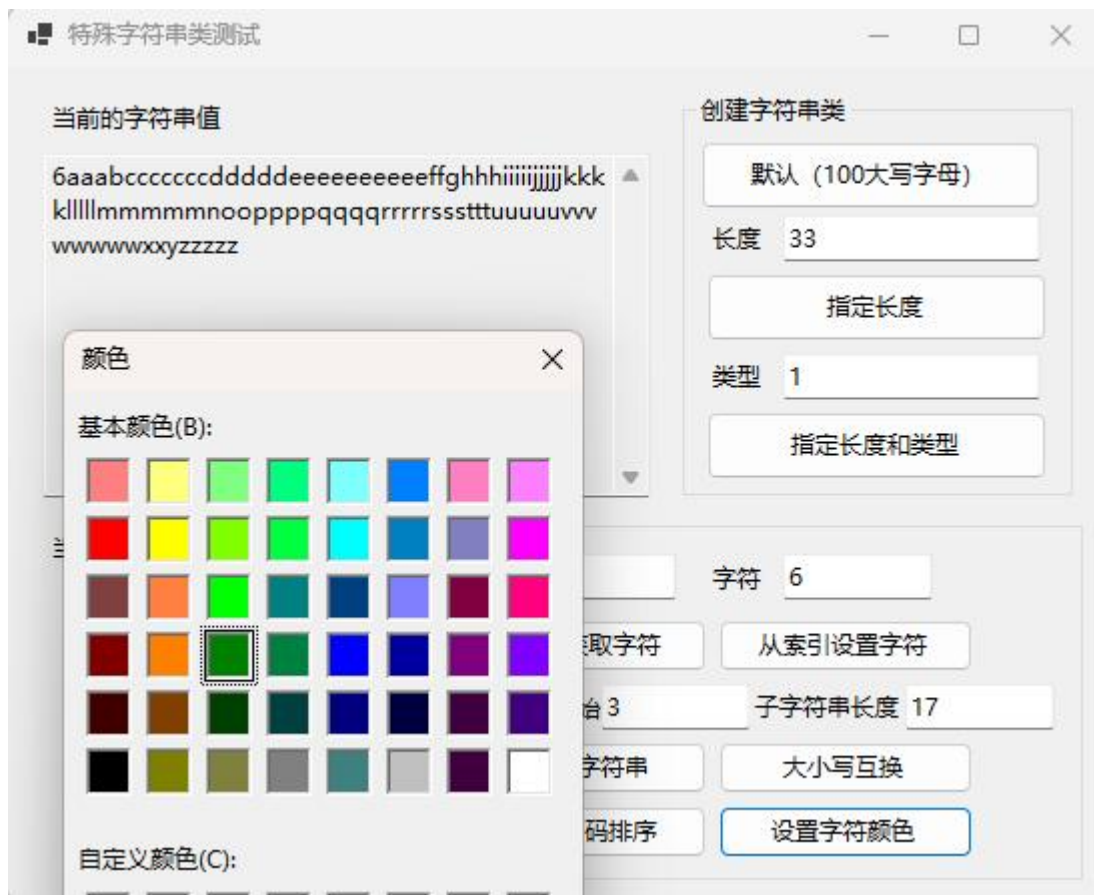 特殊字符串类测试
当前的字符串值
6aaabcccccccdddddeeeeeeeeeeffghhhiiiiijjjjjkkk
klllllmmmmmnooppppqqqqrrrrrssstttuuuuuvvv
wwwwwxxyzzzzz
创建字符串类
默认（100大写字母)
长度 33
指定长度
类型 1
指定长度和类型
颜色
基本颜色(B):
自定义颜色(C):
字符 6
取字符
从索引设置字符
始 3
子字符串长度 17
字符串
大小写互换
码排序
设置字符颜色